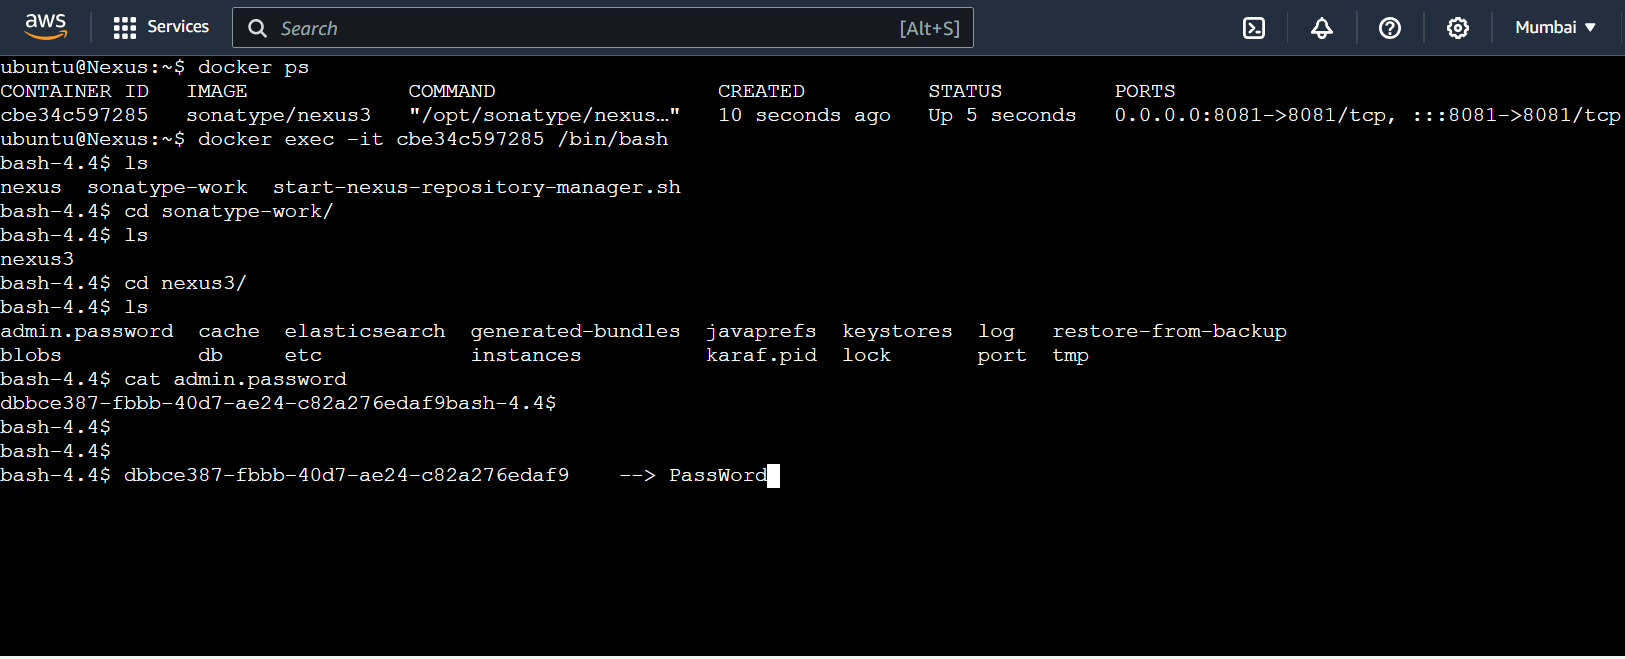 aws Services Search [Alt+S] Mumbai
ubuntu@Nexus:~$ docker ps
CONTAINER ID   IMAGE             COMMAND                  CREATED          STATUS         PORTS
cbe34c597285   sonatype/nexus3   "/opt/sonatype/nexus…"   10 seconds ago   Up 5 seconds   0.0.0.0:8081->8081/tcp, :::8081->8081/tcp
ubuntu@Nexus:~$ docker exec -it cbe34c597285 /bin/bash
bash-4.4$ ls
nexus  sonatype-work  start-nexus-repository-manager.sh
bash-4.4$ cd sonatype-work/
bash-4.4$ ls
nexus3
bash-4.4$ cd nexus3/
bash-4.4$ ls
admin.password  cache  elasticsearch  generated-bundles  javaprefs  keystores  log   restore-from-backup
blobs           db     etc            instances          karaf.pid  lock       port  tmp
bash-4.4$ cat admin.password
dbbce387-fbbb-40d7-ae24-c82a276edaf9bash-4.4$
bash-4.4$
bash-4.4$
bash-4.4$ dbbce387-fbbb-40d7-ae24-c82a276edaf9    --> PassWord